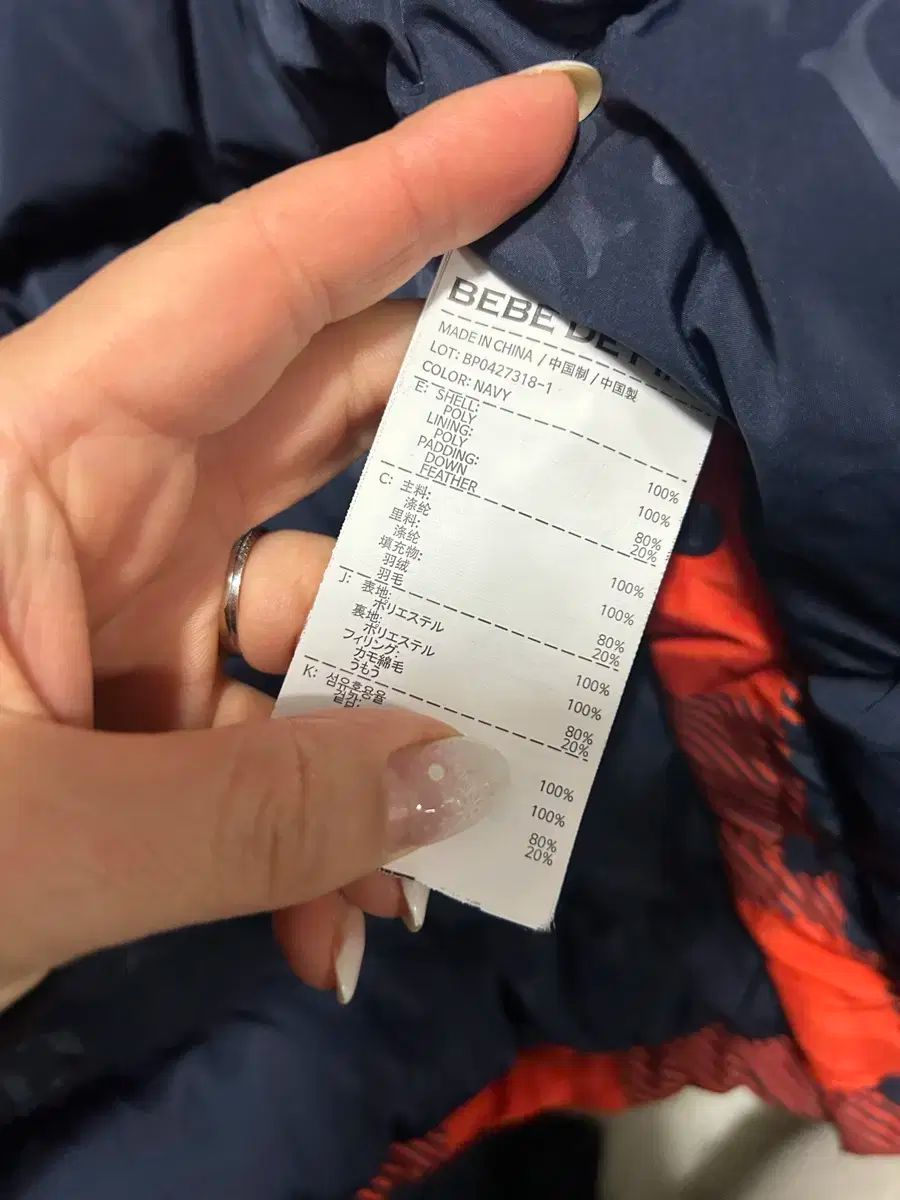 BEBE
MADE IN CHINA / 中国制 / 中国製
LOT: BP0427318-1
COLOR: NAVY
E: SHELL:
POLY 100%
LINING:
POLY 100%
PADDING:
DOWN 80%
FEATHER 20%
C: 主料:
涤纶 100%
里料:
涤纶 100%
填充物:
羽绒 80%
羽毛 20%
J: 表地:
ポリエステル 100%
裏地:
ポリエステル 100%
フィリング:
カモ綿毛 80%
うもう 20%
K:
100%
100%
80%
20%